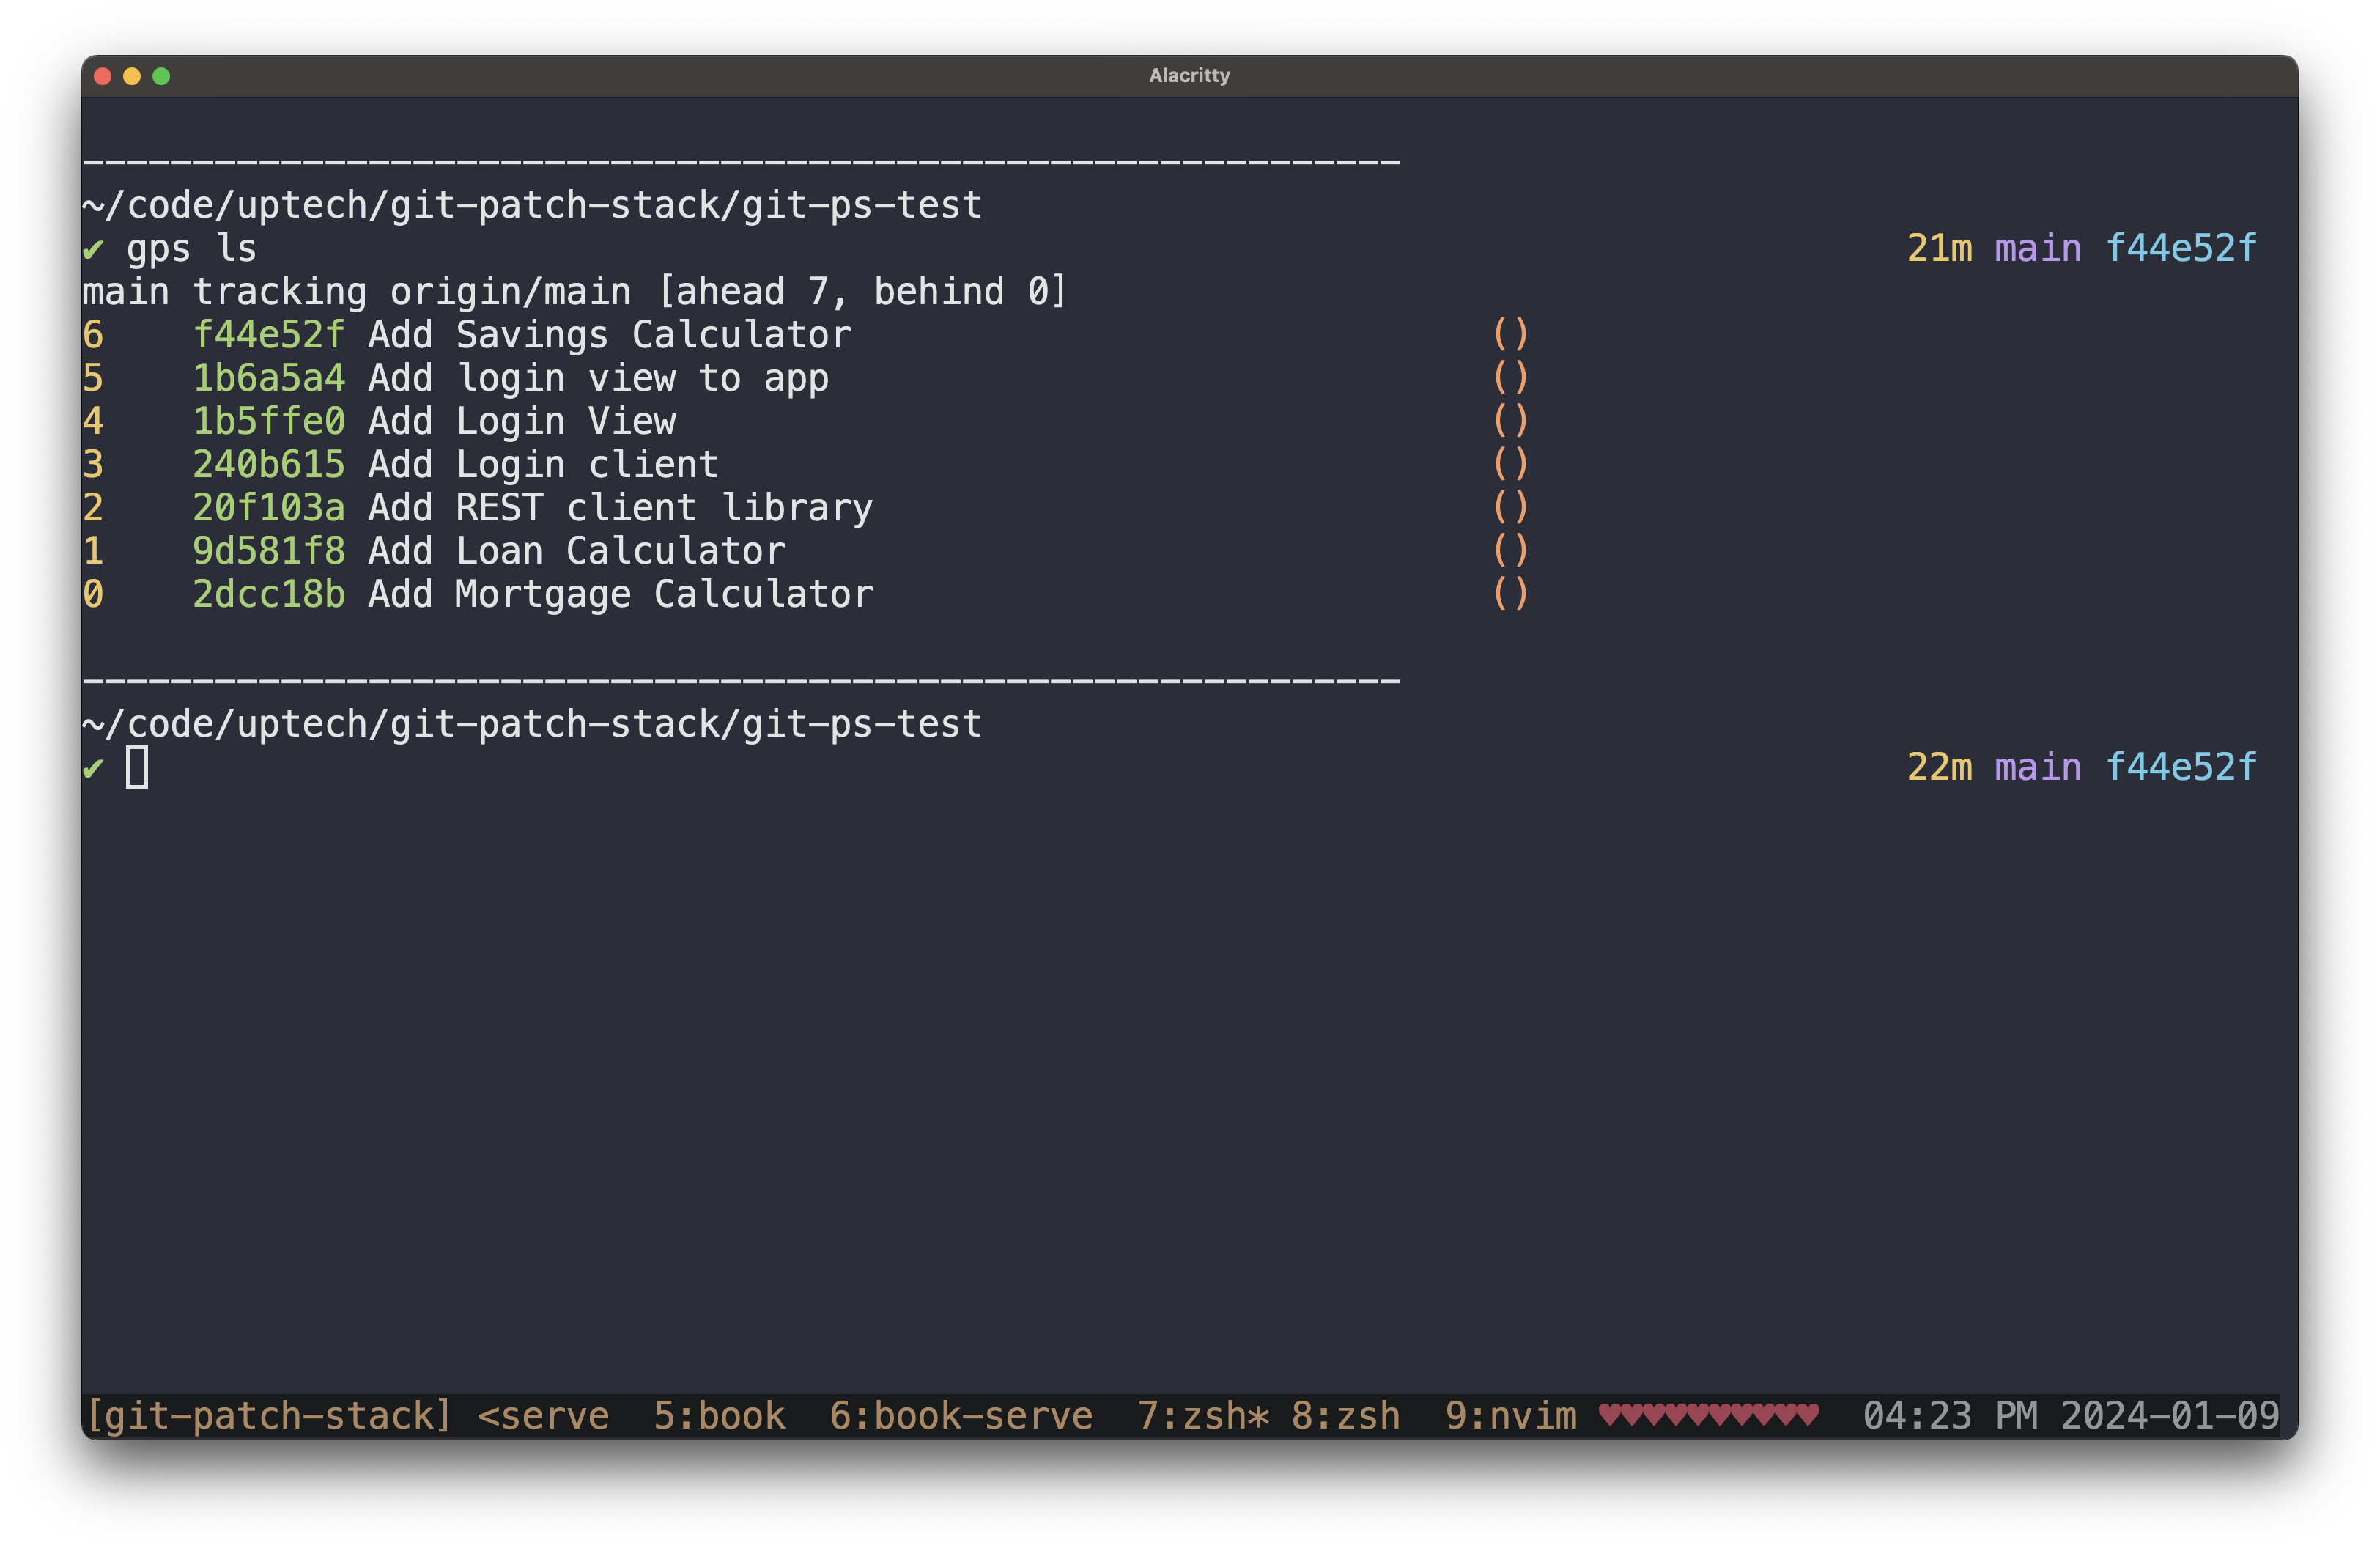 Alacritty
------------------------------------------------------------
~/code/uptech/git-patch-stack/git-ps-test
✔ gps ls 21m main f44e52f
main tracking origin/main [ahead 7, behind 0]
6 f44e52f Add Savings Calculator ()
5 1b6a5a4 Add login view to app ()
4 1b5ffe0 Add Login View ()
3 240b615 Add Login client ()
2 20f103a Add REST client library ()
1 9d581f8 Add Loan Calculator ()
0 2dcc18b Add Mortgage Calculator ()
------------------------------------------------------------
~/code/uptech/git-patch-stack/git-ps-test
✔ 22m main f44e52f
[git-patch-stack] <serve 5:book 6:book-serve 7:zsh* 8:zsh 9:nvim ♥♥♥♥♥♥♥♥♥♥ 04:23 PM 2024-01-09